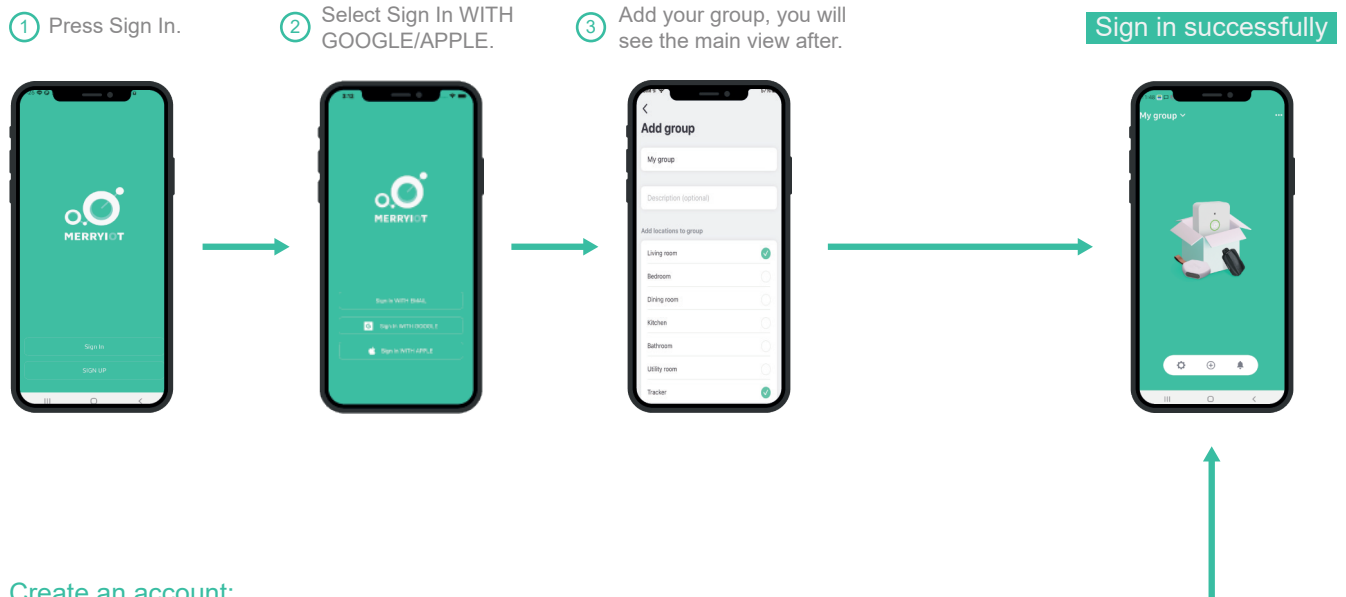 1 Press Sign In.
2 Select Sign In WITH
GOOGLE/APPLE.
3 Add your group, you will
see the main view after.
Sign in successfully
MERRYIOT
Sign In
SIGN UP
3:13
MERRYIOT
Sign in WITH EMAIL
Sign in WITH GOOGLE
Sign in WITH APPLE
Add group
My group
Description (optional)
Add locations to group
Living room
Bedroom
Dining room
Kitchen
Bathroom
Utility room
Tracker
My group
Create an account: